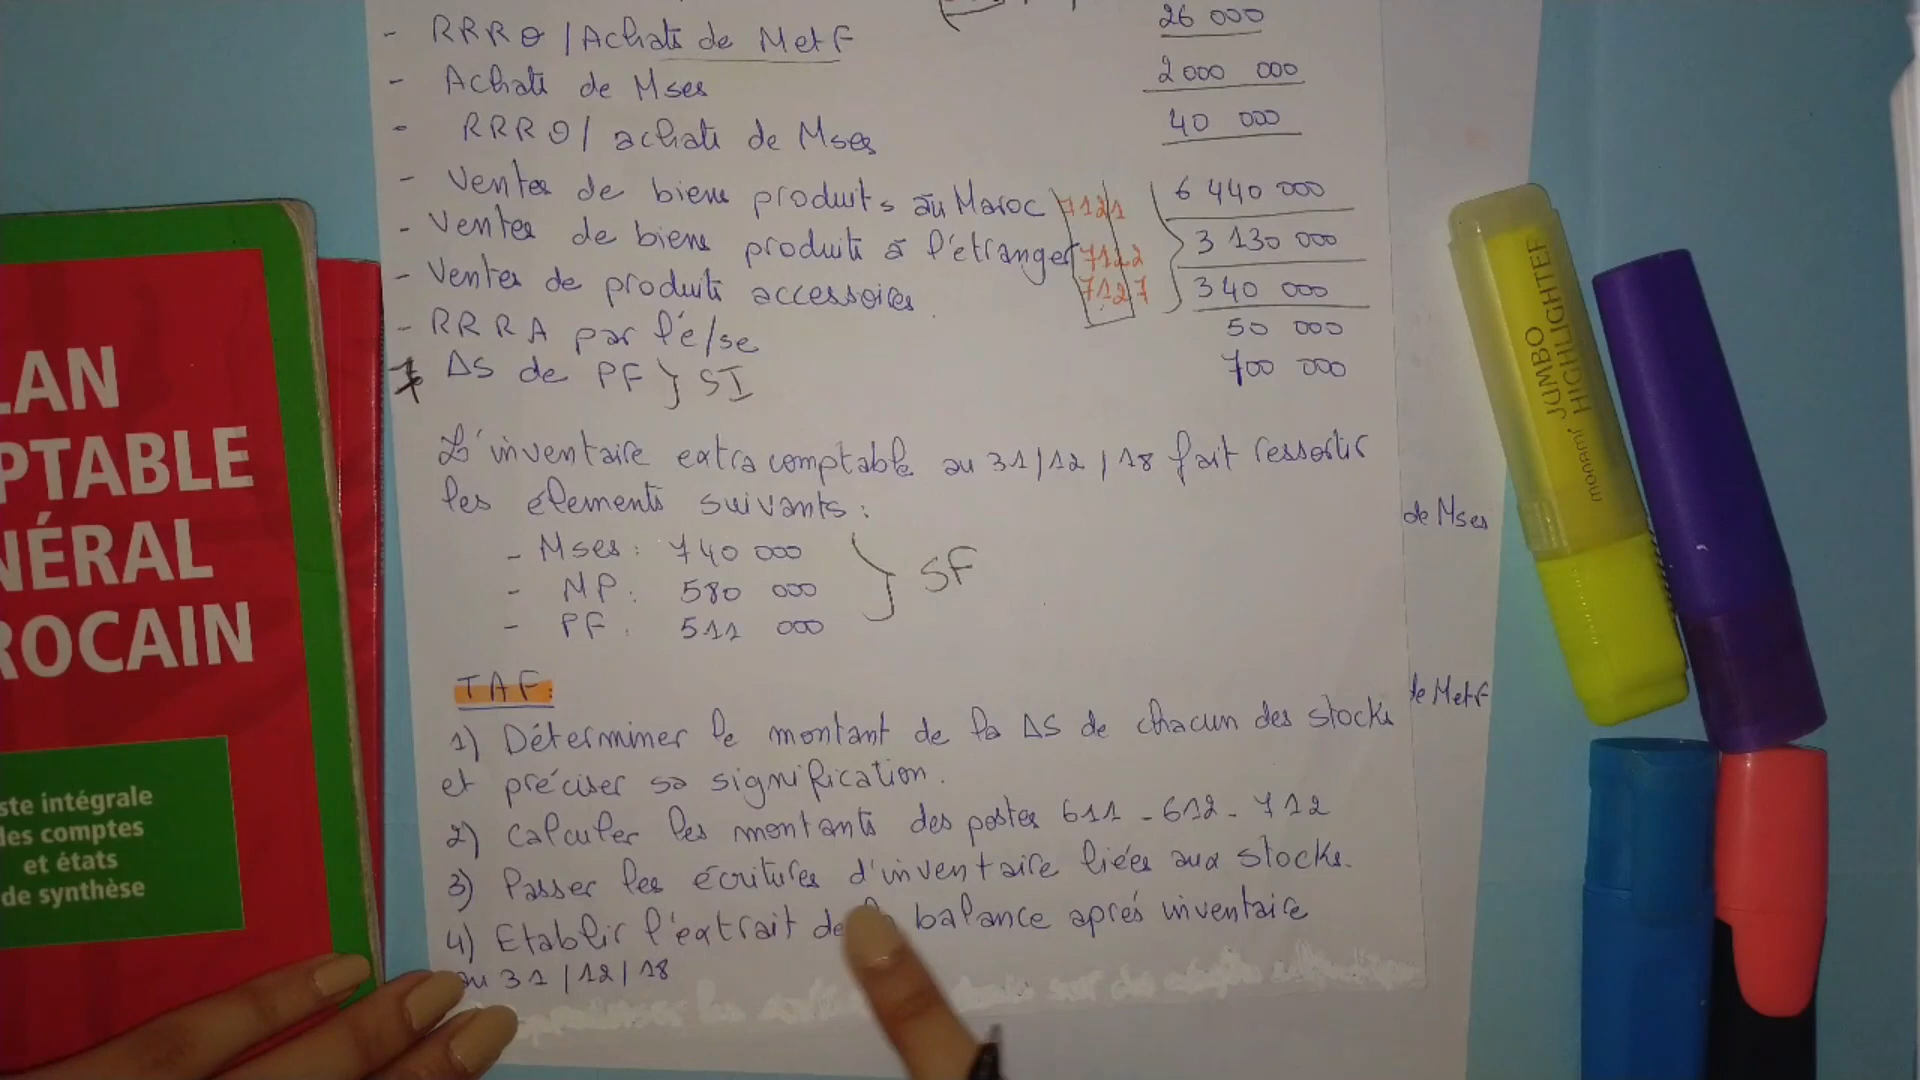 - RRRO / Achats de Met F 26 000
- Achats de Mses 2 000 000
- RRRO / achats de Mses 40 000
- Ventes de biens produits au Maroc 7121 6 440 000
- Ventes de biens produits à l'étranger 7122 3 130 000
- Ventes de produits accessoires 7127 340 000
- RRRA par l'e/se 50 000
ΔS de PF } SI 700 000
L'inventaire extra comptable au 31/12/18 fait ressortir
les élements suivants :
- Mses : 740 000
- MP : 580 000 } SF
- PF : 511 000
TAF :
1) Déterminer le montant de la ΔS de chacun des stocks
et préciser sa signification.
2) Calculer les montants des postes 611 - 612 - 712
3) Passer les écritures d'inventaire liées aux stocks.
4) Etablir l'extrait de balance aprés inventaire
au 31/12/18
de Mses
de Met F
LAN
PTABLE
NÉRAL
ROCAIN
ste intégrale
les comptes
et états
de synthèse
monami JUMBO
HIGHLIGHTER